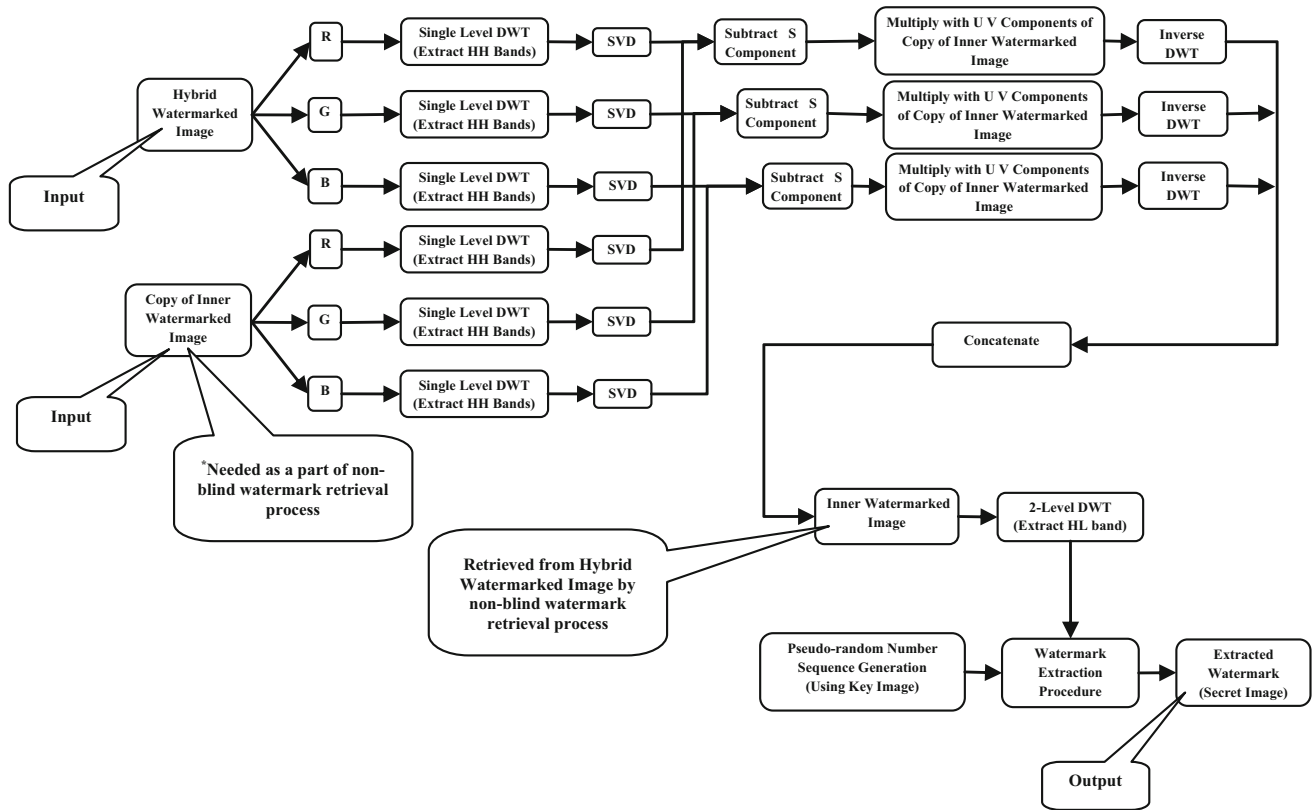 R
Single Level DWT
(Extract HH Bands)
SVD
Subtract S
Component
Multiply with U V Components of
Copy of Inner Watermarked
Image
Inverse
DWT
Hybrid
Watermarked
Image
G
Single Level DWT
(Extract HH Bands)
SVD
Subtract S
Component
Multiply with U V Components
of Copy of Inner Watermarked
Image
Inverse
DWT
Input
B
Single Level DWT
(Extract HH Bands)
SVD
Subtract S
Component
Multiply with U V Components
of Copy of Inner Watermarked
Image
Inverse
DWT
R
Single Level DWT
(Extract HH Bands)
SVD
Copy of Inner
Watermarked
Image
G
Single Level DWT
(Extract HH Bands)
SVD
Concatenate
Input
B
Single Level DWT
(Extract HH Bands)
SVD
*Needed as a part of non-
blind watermark retrieval
process
Inner Watermarked
Image
2-Level DWT
(Extract HL band)
Retrieved from Hybrid
Watermarked Image by
non-blind watermark
retrieval process
Pseudo-random Number
Sequence Generation
(Using Key Image)
Watermark
Extraction
Procedure
Extracted
Watermark
(Secret Image)
Output